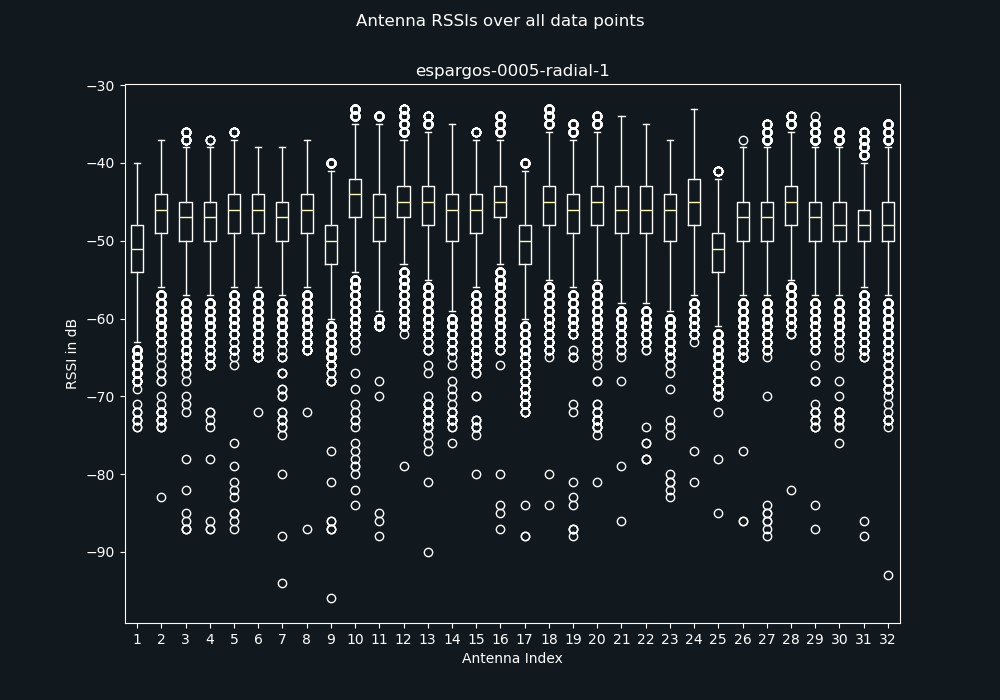 Antenna RSSIs over all data points
espargos-0005-radial-1
−30
−40
−50
−60
−70
−80
−90
RSSI in dB
1 2 3 4 5 6 7 8 9 10 11 12 13 14 15 16 17 18 19 20 21 22 23 24 25 26 27 28 29 30 31 32
Antenna Index